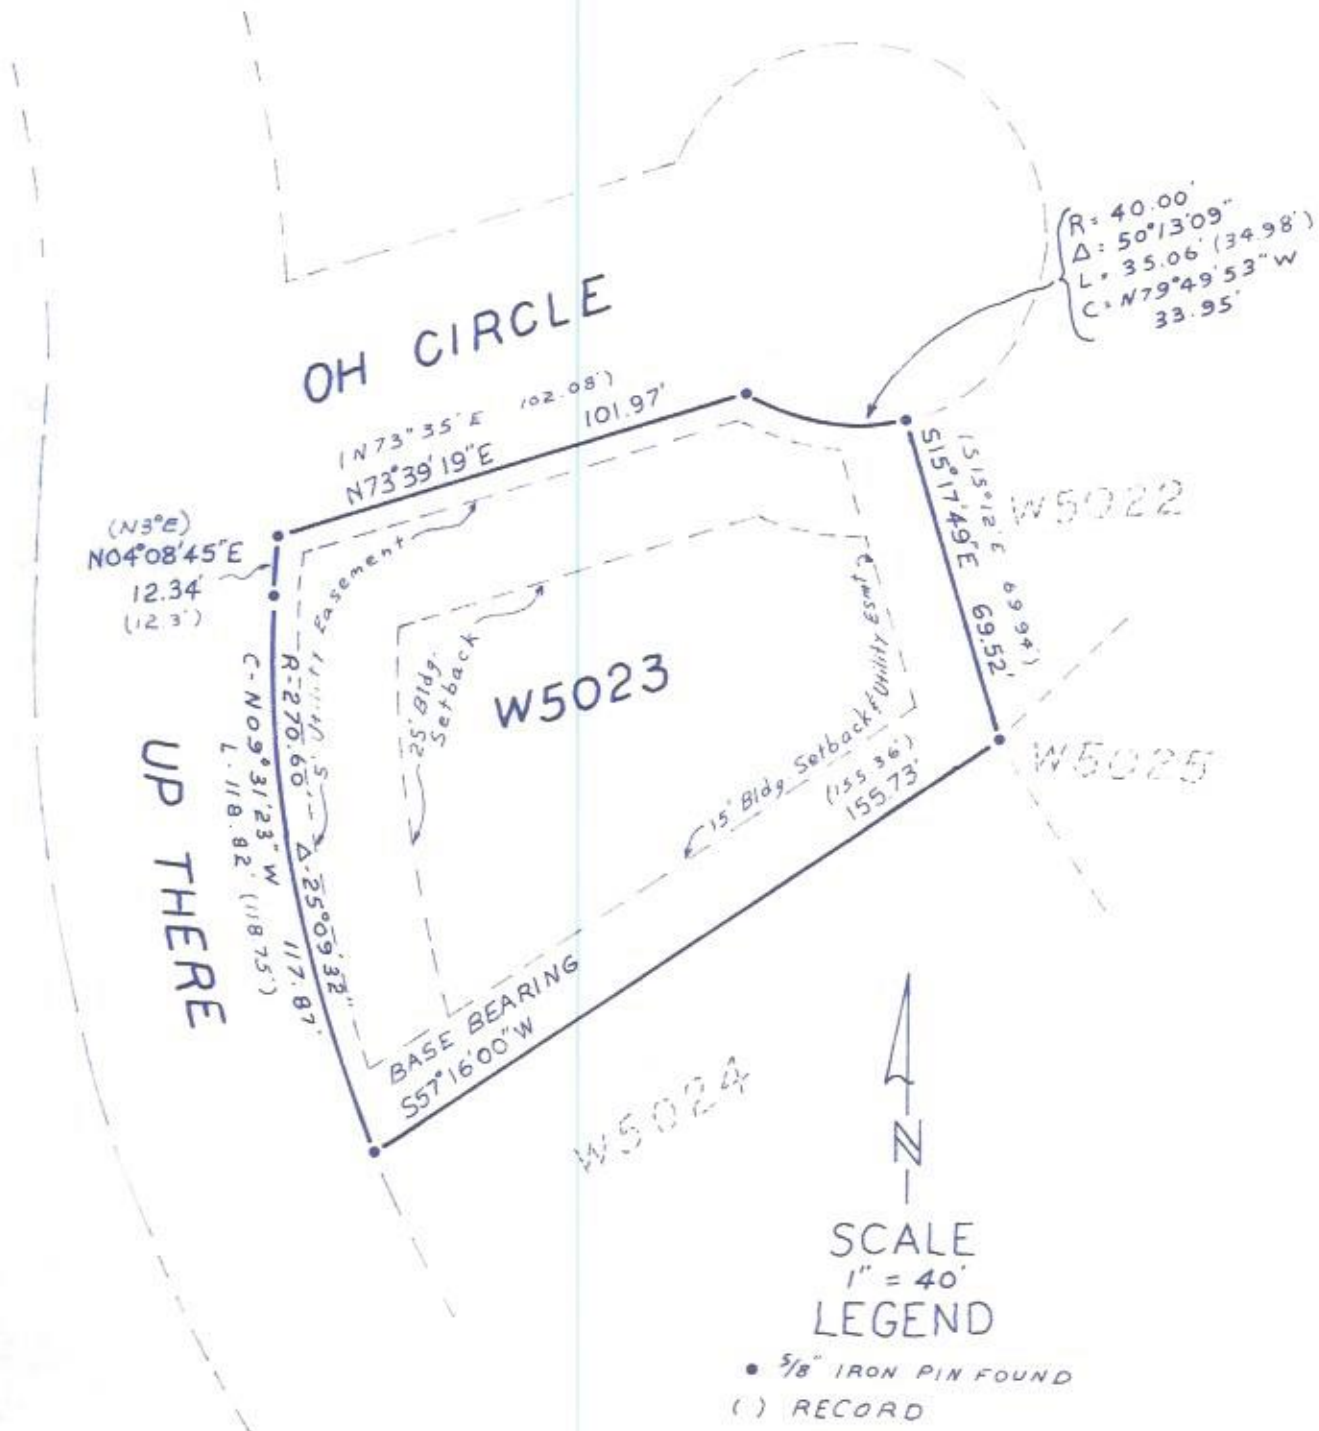 R= 40.00'
Δ= 50°13'09"
L= 35.06' (34.98')
C= N79°49'53"W
33.95'
OH CIRCLE
(N73°35'E 102.08')
N73°39'19"E 101.97'
(S15°12'E 69.94')
S15°17'49"E 69.52'
W5022
(N3°E)
N04°08'45"E
12.34'
(12.3')
5' Utility Easement
25' Bldg.
Setback
W5023
15' Bldg Setback & Utility Esm't
(155.36')
155.73'
W5025
R-270.60' Δ-25°09'32"
C-N09°31'23"W 117.87'
L. 118.82' (118.75')
UP THERE
BASE BEARING
S57°16'00"W
W5024
N
SCALE
1" = 40'
LEGEND
• 5/8" IRON PIN FOUND
( ) RECORD